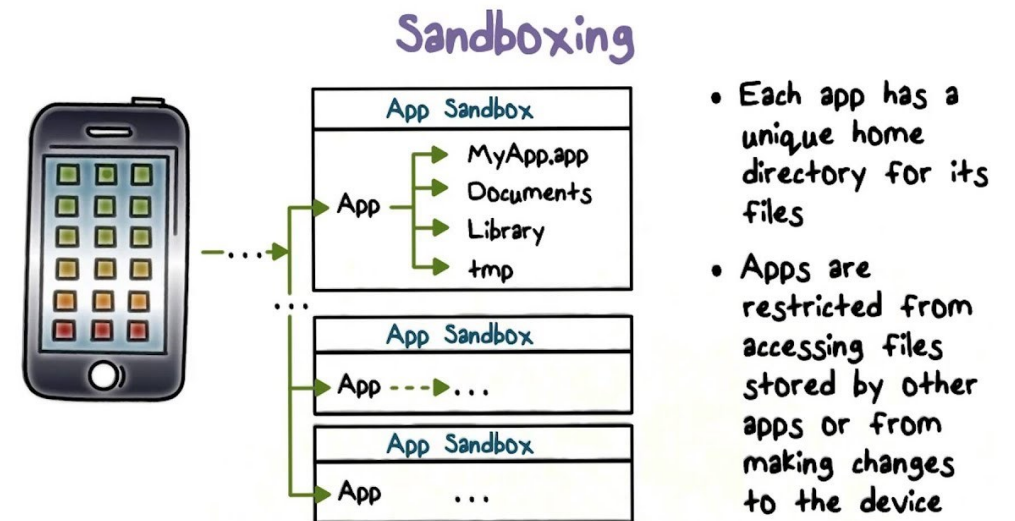 Sandboxing
App Sandbox
App
MyApp.app
Documents
Library
tmp
...
...
App Sandbox
App
...
App Sandbox
App
...
• Each app has a
unique home
directory for its
files
• Apps are
restricted from
accessing files
stored by other
apps or from
making changes
to the device